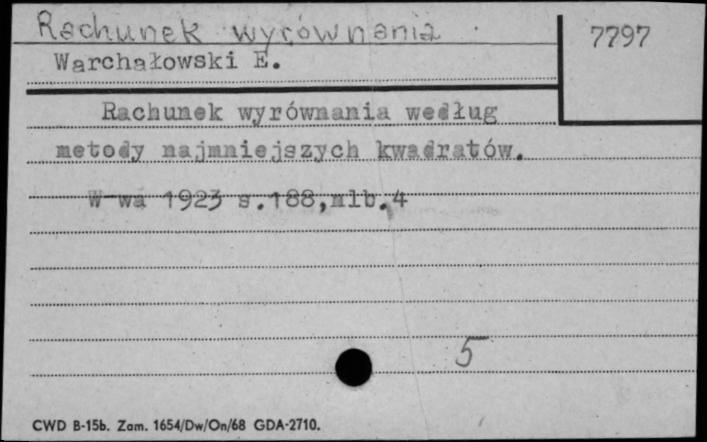 Rachunek wyrównania
7797
Warchałowski E.
Rachunek wyrównania według
metody najmniejszych kwadratów.
W-wa 1923 s.188,nlb.4
5
CWD B-15b. Zam. 1654/Dw/On/68 GDA-2710.